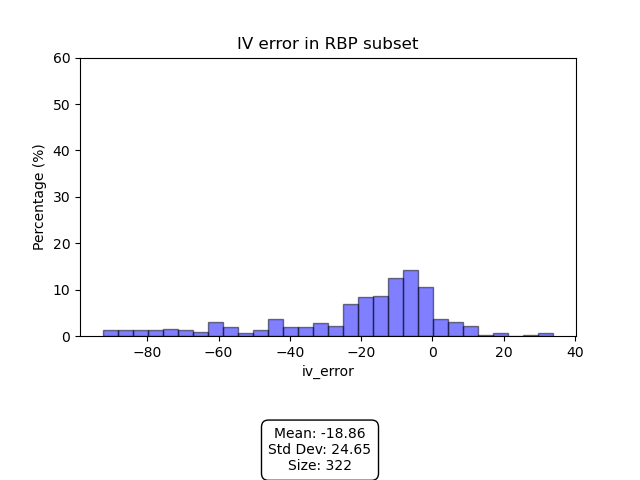 IV error in RBP subset
60
50
40
30
20
10
0
Percentage (%)
−80
−60
−40
−20
0
20
40
iv_error
Mean: -18.86
Std Dev: 24.65
Size: 322